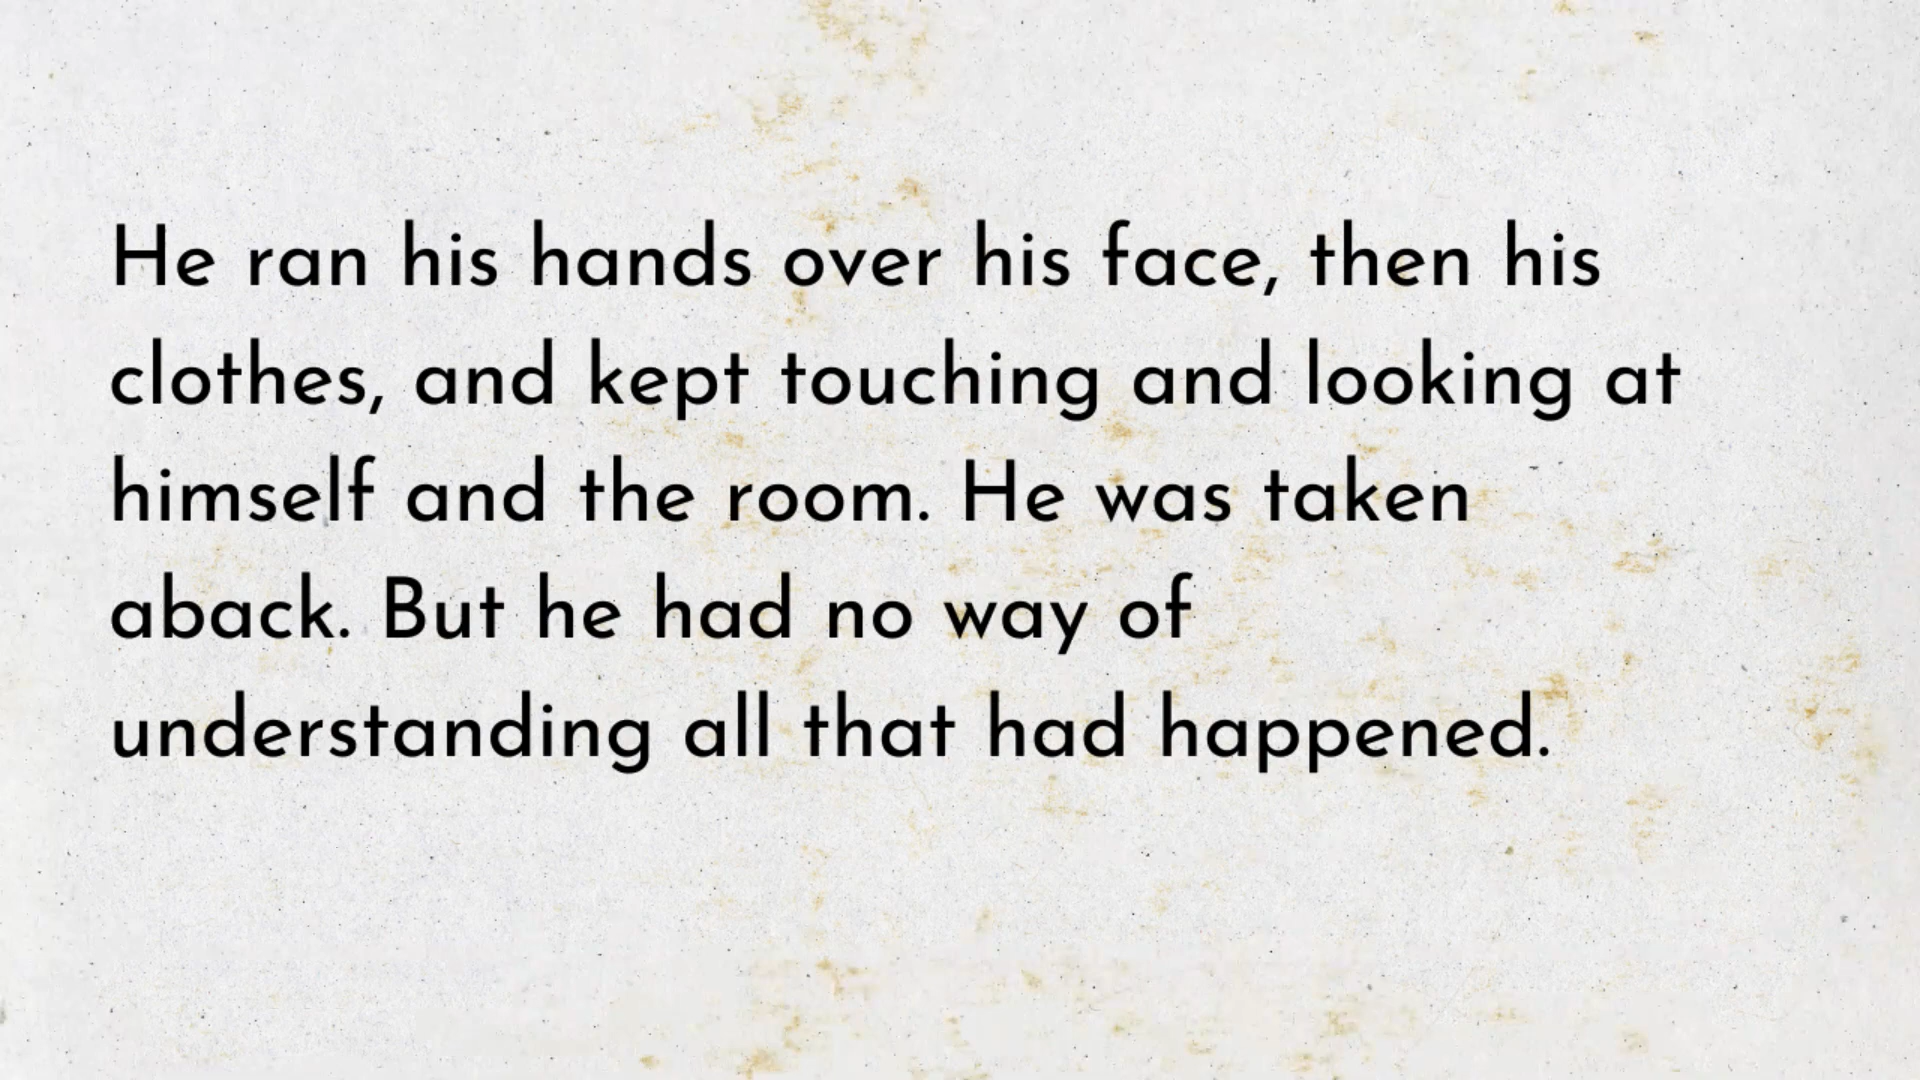 He ran his hands over his face, then his
clothes, and kept touching and looking at
himself and the room. He was taken
aback. But he had no way of
understanding all that had happened.